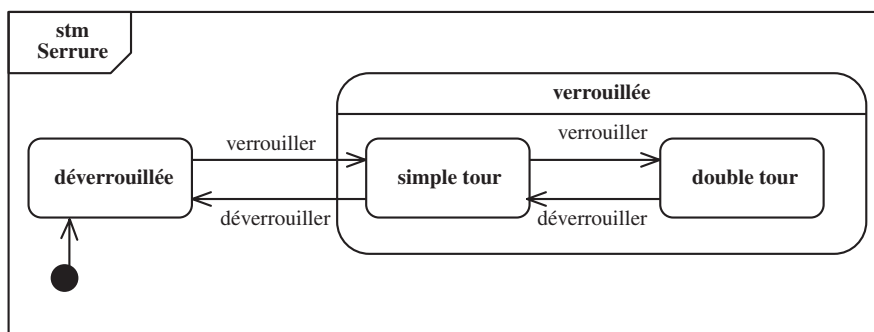 stm
Serrure
verrouillée
verrouiller
verrouiller
déverrouillée
simple tour
double tour
déverrouiller
déverrouiller